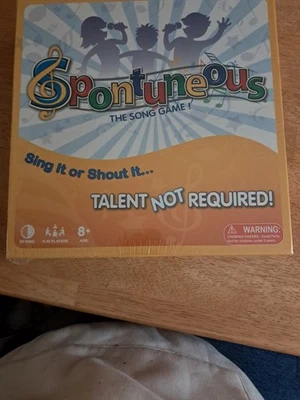 Spontuneous
THE SONG GAME!
Sing It or Shout It...
TALENT NOT REQUIRED!
8+
WARNING: